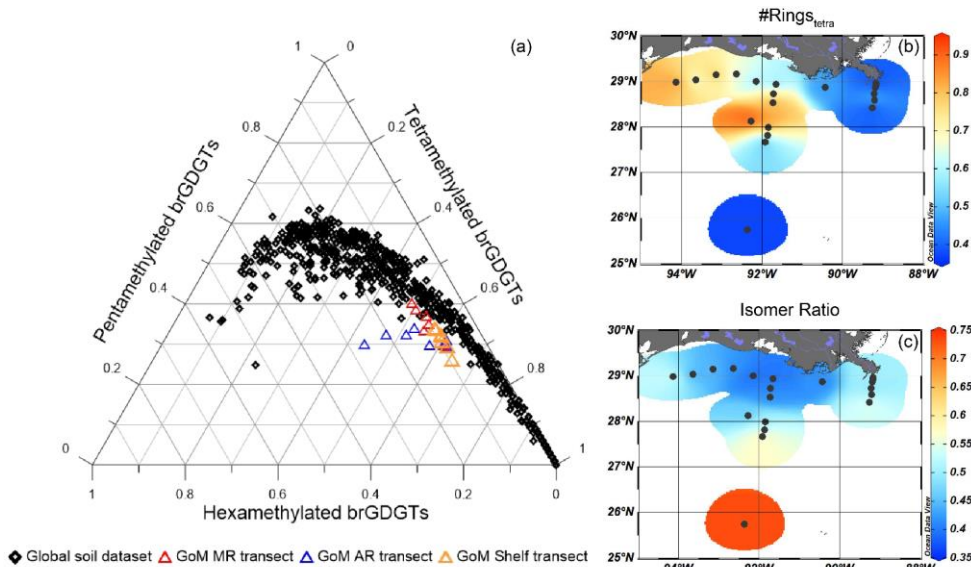 (a)
1
0
0.8
0.2
0.6
0.4
0.4
0.6
0.2
0.8
0
1
1
0.8
0.6
0.4
0.2
0
Pentamethylated brGDGTs
Tetramethylated brGDGTs
Hexamethylated brGDGTs
Global soil dataset
GoM MR transect
GoM AR transect
GoM Shelf transect
#Ringstetra
(b)
30°N
29°N
28°N
27°N
26°N
25°N
94°W
92°W
90°W
88°W
0.9
0.8
0.7
0.6
0.5
0.4
Ocean Data View
Isomer Ratio
(c)
30°N
29°N
28°N
27°N
26°N
25°N
0.75
0.7
0.65
0.6
0.55
0.5
0.45
0.4
0.35
Ocean Data View